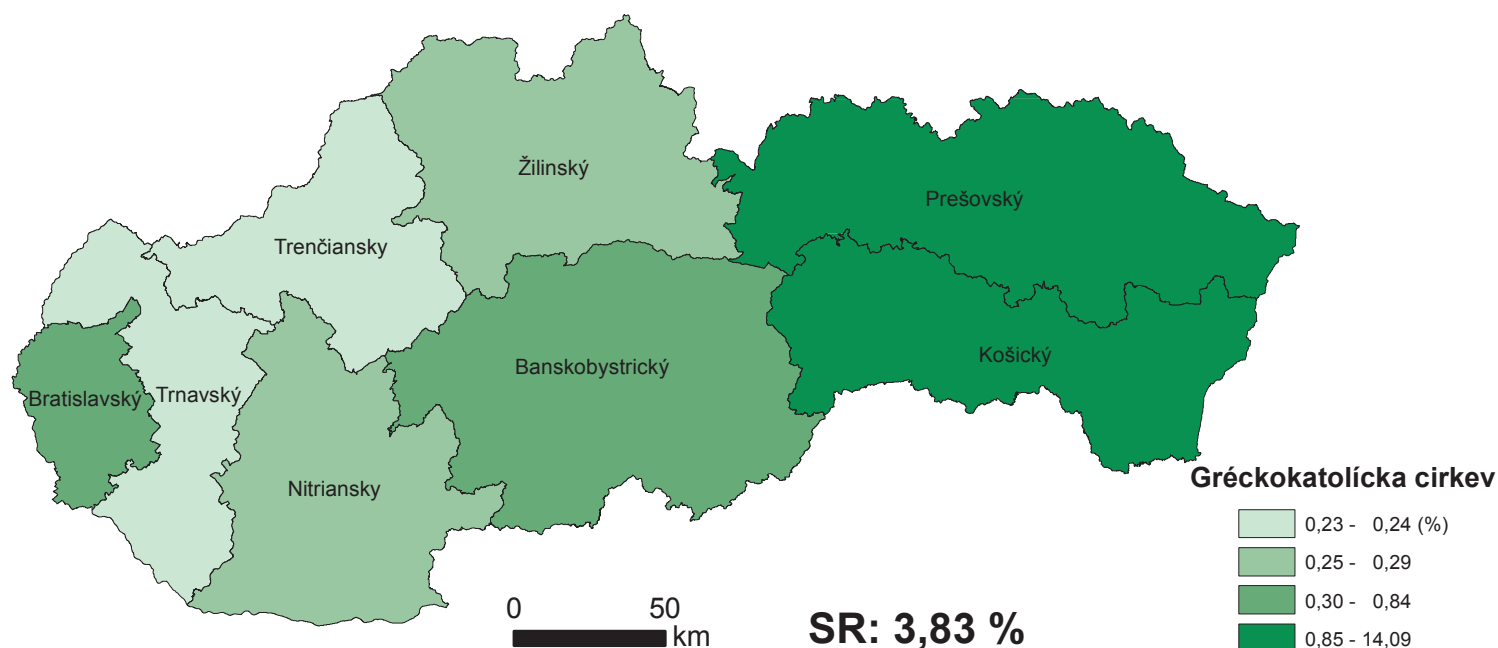 Žilinský
Prešovský
Trenčiansky
Košický
Banskobystrický
Bratislavský
Trnavský
Nitriansky
Gréckokatolícka cirkev
0,23 - 0,24 (%)
0,25 - 0,29
0,30 - 0,84
0,85 - 14,09
0 50
km
SR: 3,83 %